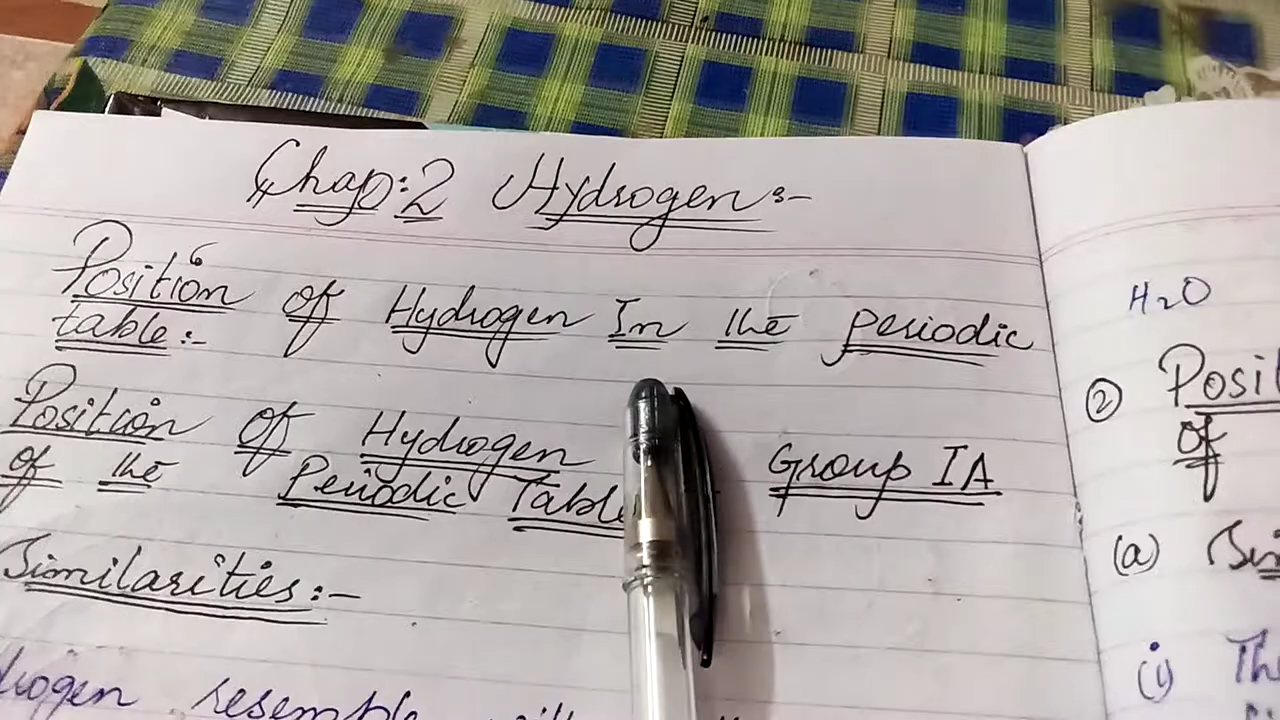 Chap:2 Hydrogen:-
Position of Hydrogen In the periodic
table:-
Position of Hydrogen Group IA
of the Periodic Table
Similarities:-
resemble
H2O
②
of
(a)
(i)